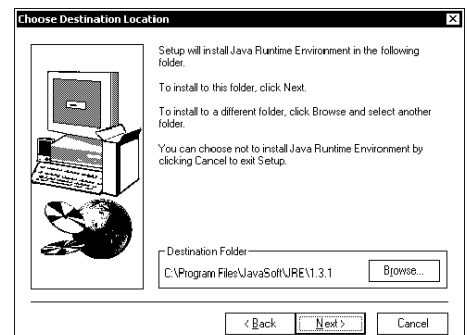 Choose Destination Location
Setup will install Java Runtime Environment in the following
folder.
To install to this folder, click Next.
To install to a different folder, click Browse and select another
folder.
You can choose not to install Java Runtime Environment by
clicking Cancel to exit Setup.
Destination Folder
C:\Program Files\JavaSoft\JRE\1.3.1
Browse...
< Back
Next >
Cancel